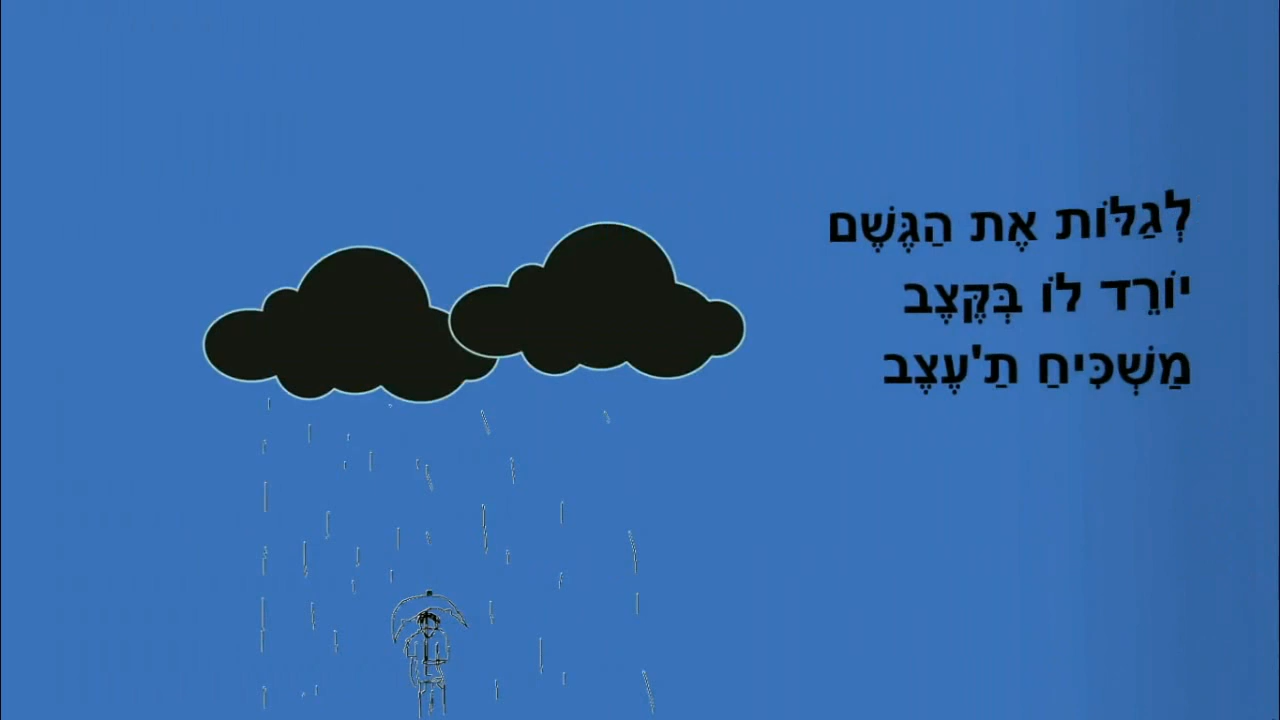 לְגַלּוֹת אֶת הַגֶּשֶׁם
יוֹרֵד לוֹ בְּקֶצֶב
מַשְׁכִּיחַ תַ'עֶצֶב